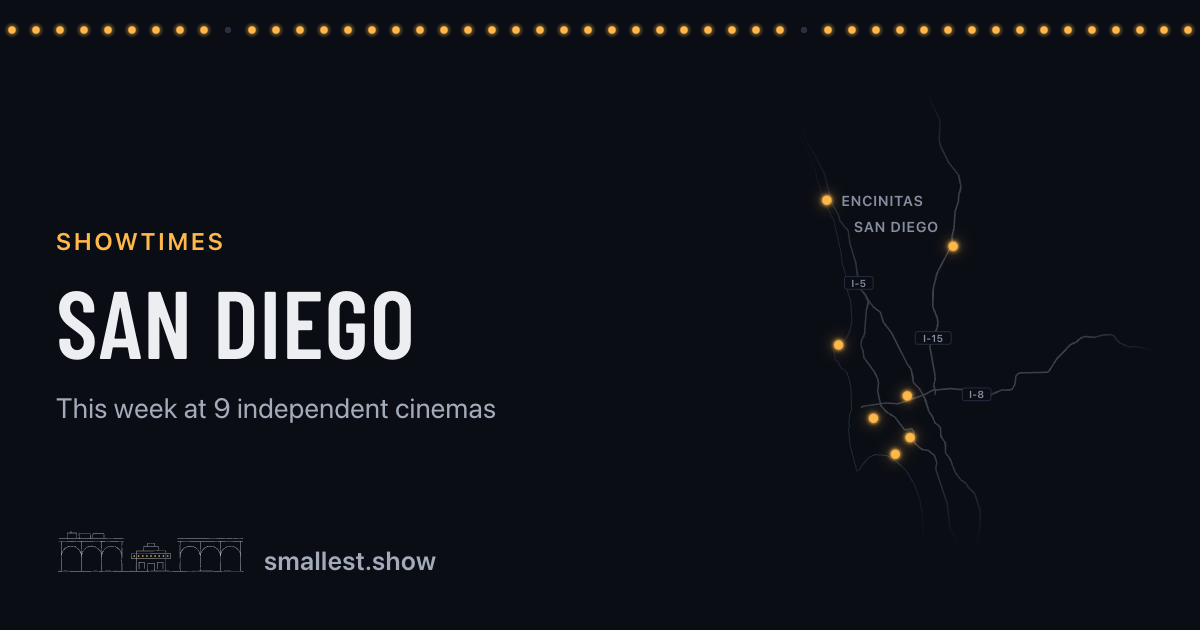 SHOWTIMES
SAN DIEGO
This week at 9 independent cinemas
smallest.show
ENCINITAS
SAN DIEGO
I-5
I-15
I-8